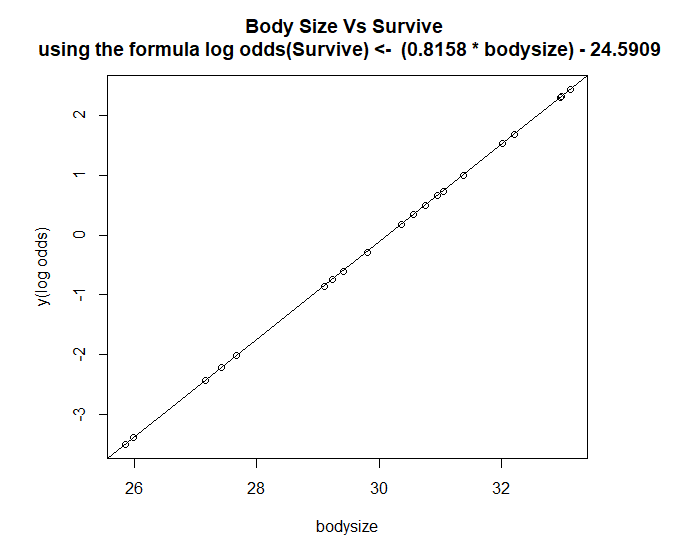 Body Size Vs Survive
using the formula log odds(Survive) <- (0.8158 * bodysize) - 24.5909
y(log odds)
2
1
0
-1
-2
-3
26 28 30 32
bodysize